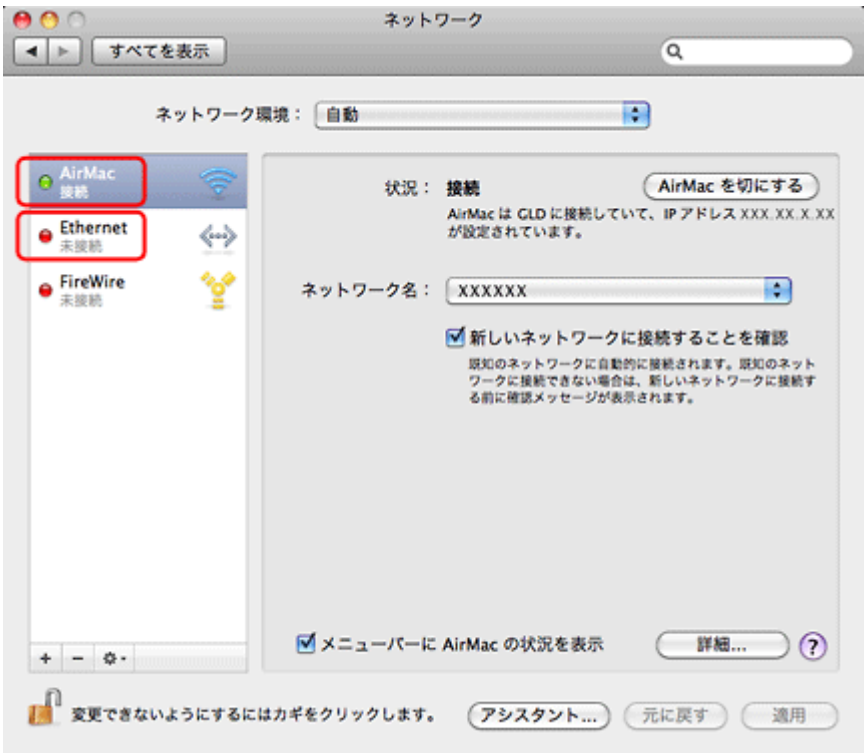 ネットワーク
すべてを表示
ネットワーク環境： 自動
AirMac
接続
Ethernet
未接続
FireWire
未接続
状況： 接続
AirMac を切にする
AirMac は GLD に接続していて、IP アドレス XXX.XX.X.XX
が設定されています。
ネットワーク名： XXXXXX
新しいネットワークに接続することを確認
既知のネットワークに自動的に接続されます。既知のネット
ワークに接続できない場合は、新しいネットワークに接続す
る前に確認メッセージが表示されます。
メニューバーに AirMac の状況を表示
詳細...
?
変更できないようにするにはカギをクリックします。
アシスタント...
元に戻す
適用